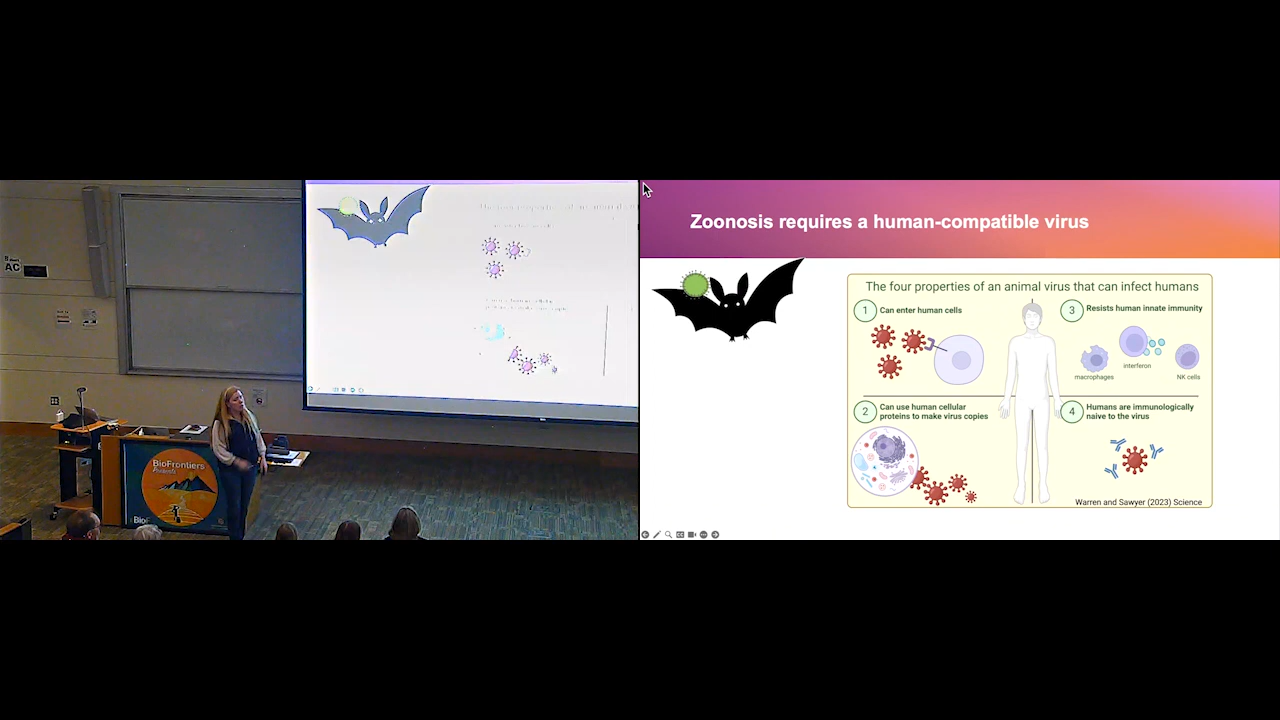 AC
BioFrontiers
Presents
Zoonosis requires a human-compatible virus
The four properties of an animal virus that can infect humans
1 Can enter human cells
3 Resists human innate immunity
macrophages
interferon
NK cells
2 Can use human cellular
proteins to make virus copies
4 Humans are immunologically
naive to the virus
Warren and Sawyer (2023) Science